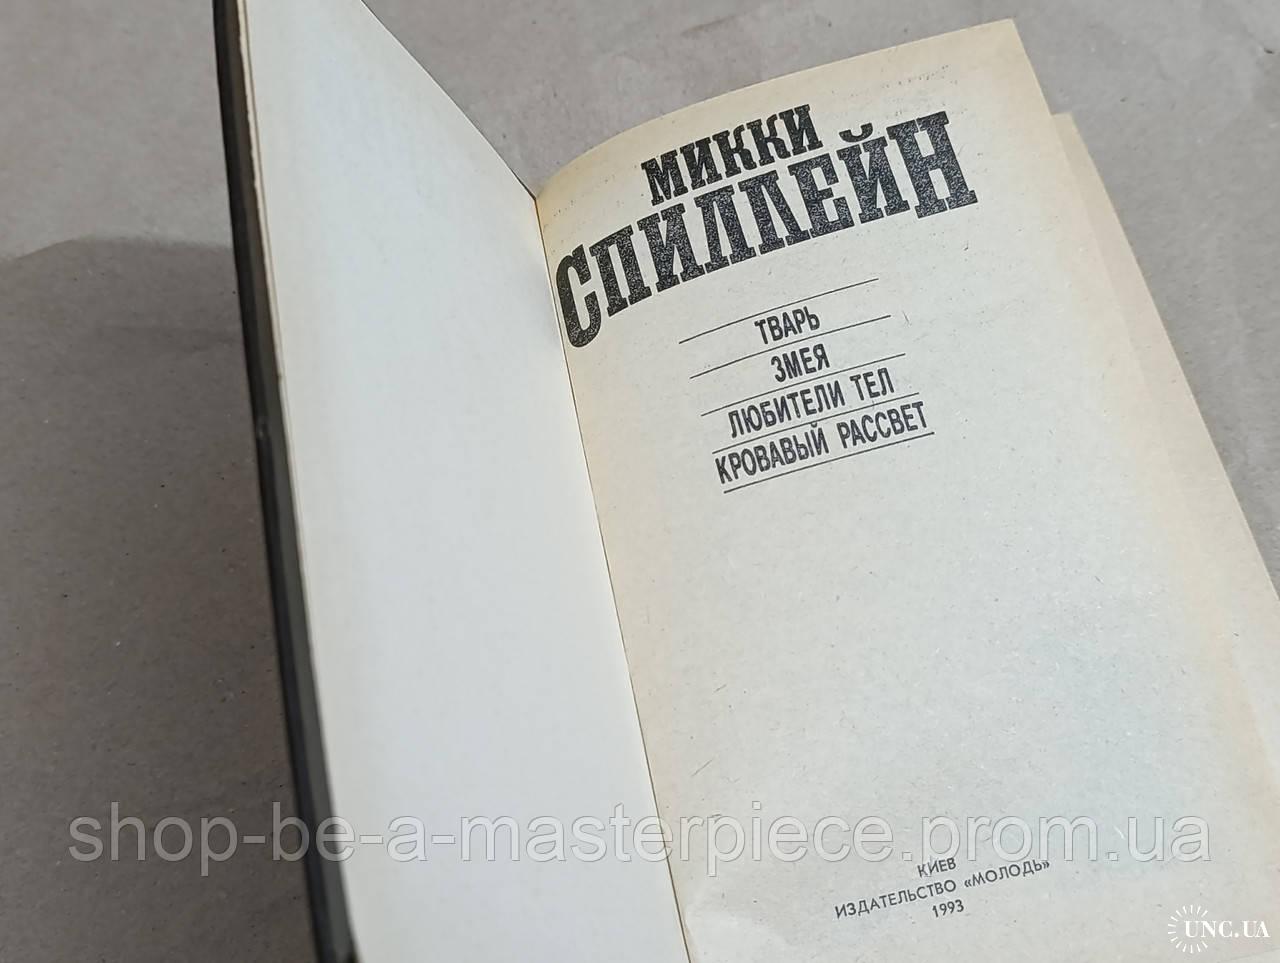 МИККИ
СПИЛЛЕЙН
ТВАРЬ
ЗМЕЯ
ЛЮБИТЕЛИ ТЕЛ
КРОВАВЫЙ РАССВЕТ
shop-be-a-masterpiece.prom.ua
КИЕВ
ИЗДАТЕЛЬСТВО «МОЛОДЬ»
1993
UNC.UA